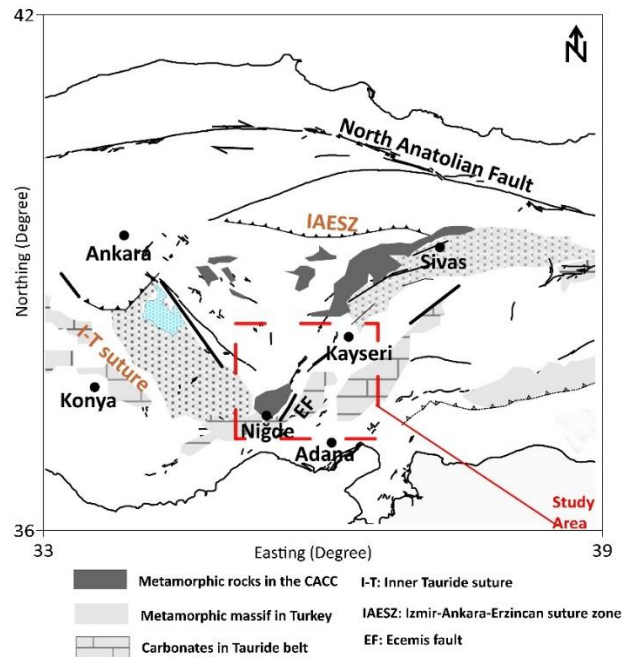 42
N
North Anatolian Fault
IAESZ
Ankara
Sivas
I-T suture
Kayseri
Konya
EF
Niğde
Adana
Study
Area
Northing (Degree)
36
33
Easting (Degree)
39
Metamorphic rocks in the CACC
I-T: Inner Tauride suture
Metamorphic massif in Turkey
IAESZ: Izmir-Ankara-Erzincan suture zone
Carbonates in Tauride belt
EF: Ecemis fault